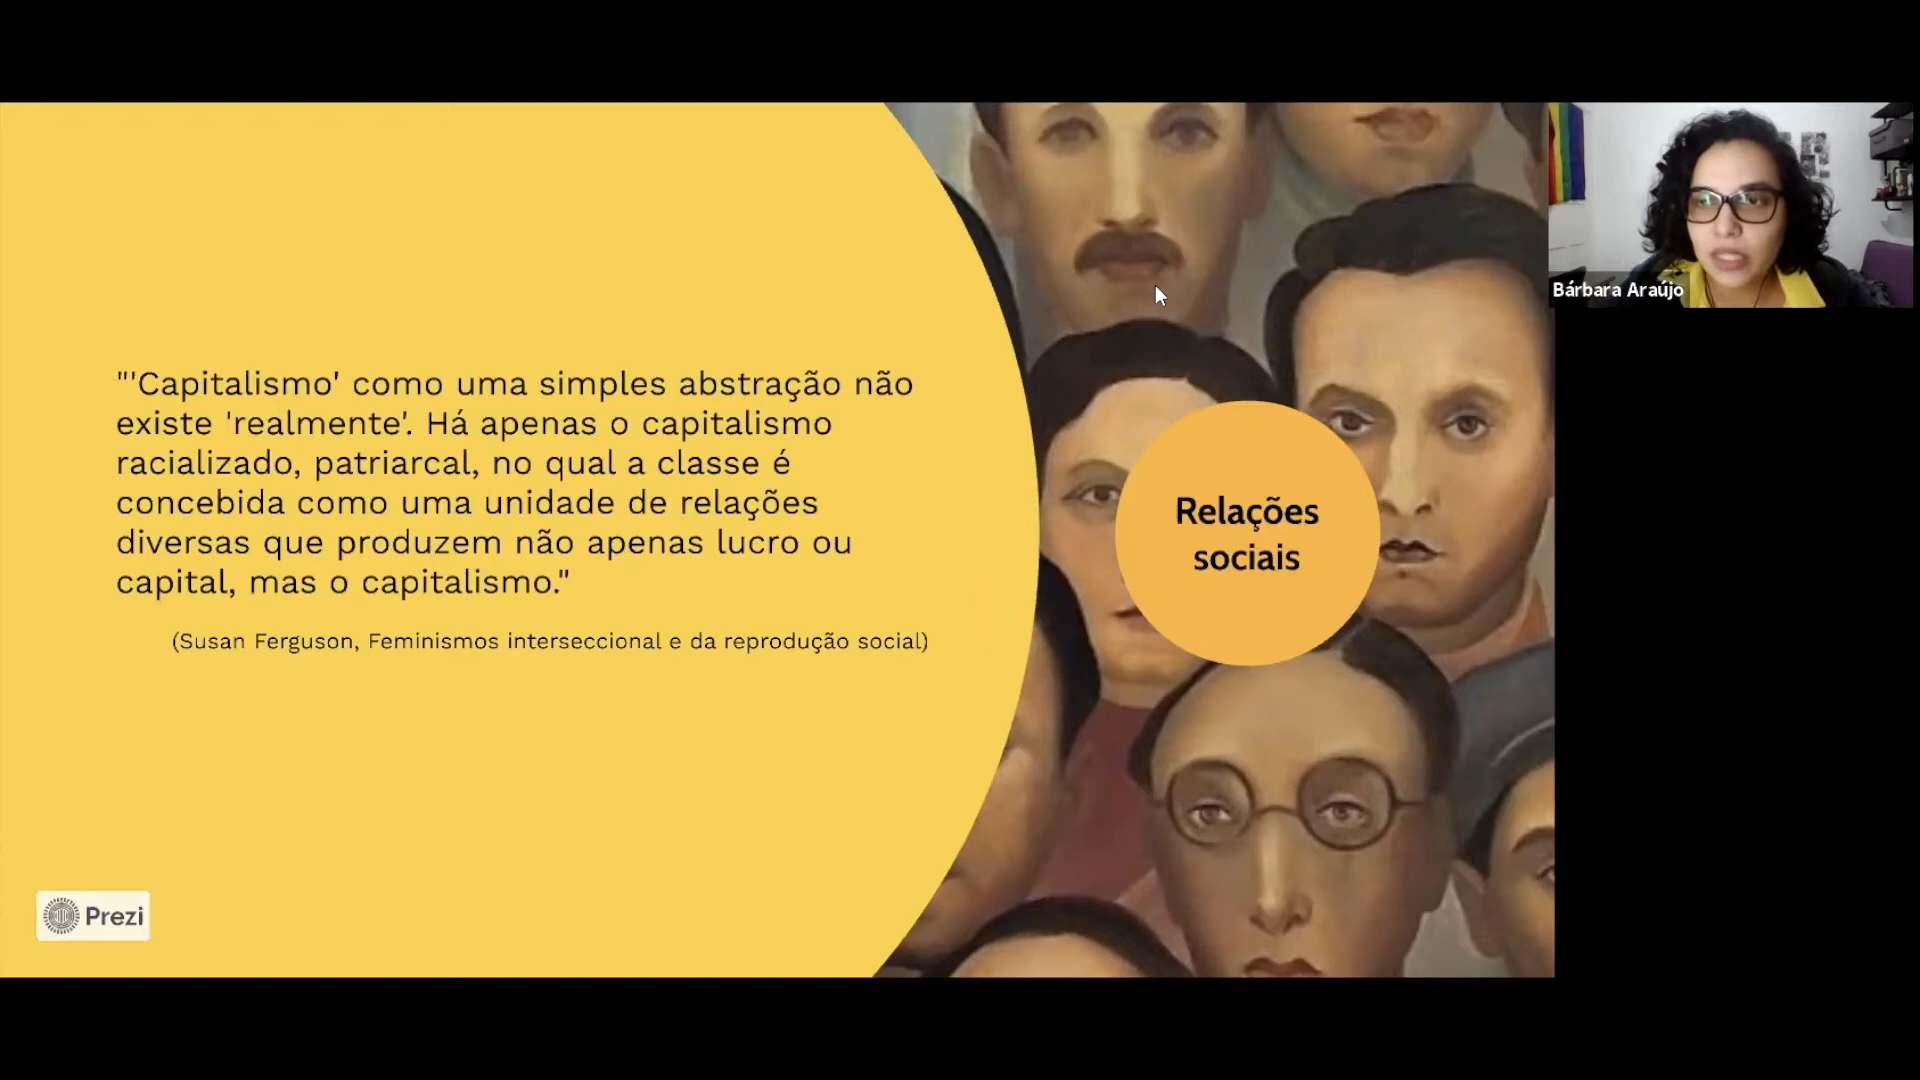 "'Capitalismo' como uma simples abstração não
existe 'realmente'. Há apenas o capitalismo
racializado, patriarcal, no qual a classe é
concebida como uma unidade de relações
diversas que produzem não apenas lucro ou
capital, mas o capitalismo."
(Susan Ferguson, Feminismos interseccional e da reprodução social)
Relações
sociais
Bárbara Araújo
Prezi